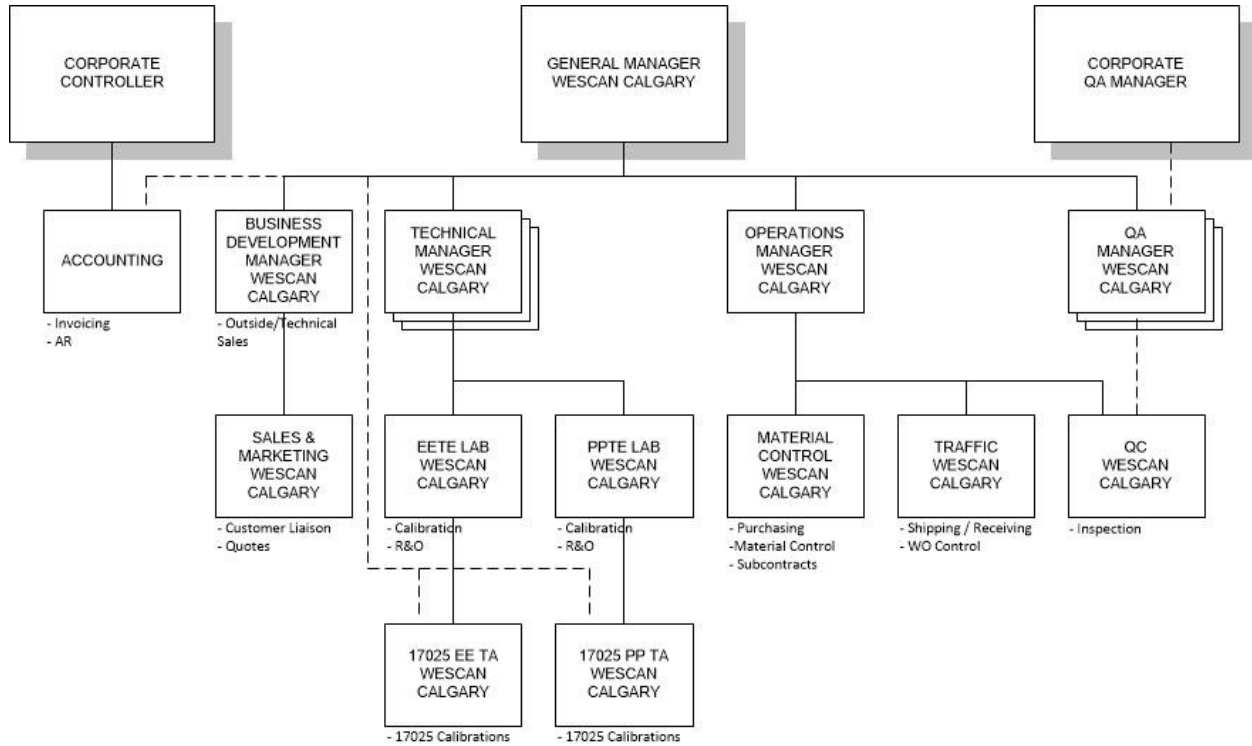 CORPORATE
CONTROLLER
GENERAL MANAGER
WESCAN CALGARY
CORPORATE
QA MANAGER
ACCOUNTING
- Invoicing
- AR
BUSINESS
DEVELOPMENT
MANAGER
WESCAN
CALGARY
- Outside/Technical
Sales
TECHNICAL
MANAGER
WESCAN
CALGARY
OPERATIONS
MANAGER
WESCAN
CALGARY
QA
MANAGER
WESCAN
CALGARY
SALES &
MARKETING
WESCAN
CALGARY
- Customer Liaison
- Quotes
EETE LAB
WESCAN
CALGARY
- Calibration
- R&O
PPTE LAB
WESCAN
CALGARY
- Calibration
- R&O
MATERIAL
CONTROL
WESCAN
CALGARY
- Purchasing
-Material Control
- Subcontracts
TRAFFIC
WESCAN
CALGARY
- Shipping / Receiving
- WO Control
QC
WESCAN
CALGARY
- Inspection
17025 EE TA
WESCAN
CALGARY
- 17025 Calibrations
17025 PP TA
WESCAN
CALGARY
- 17025 Calibrations